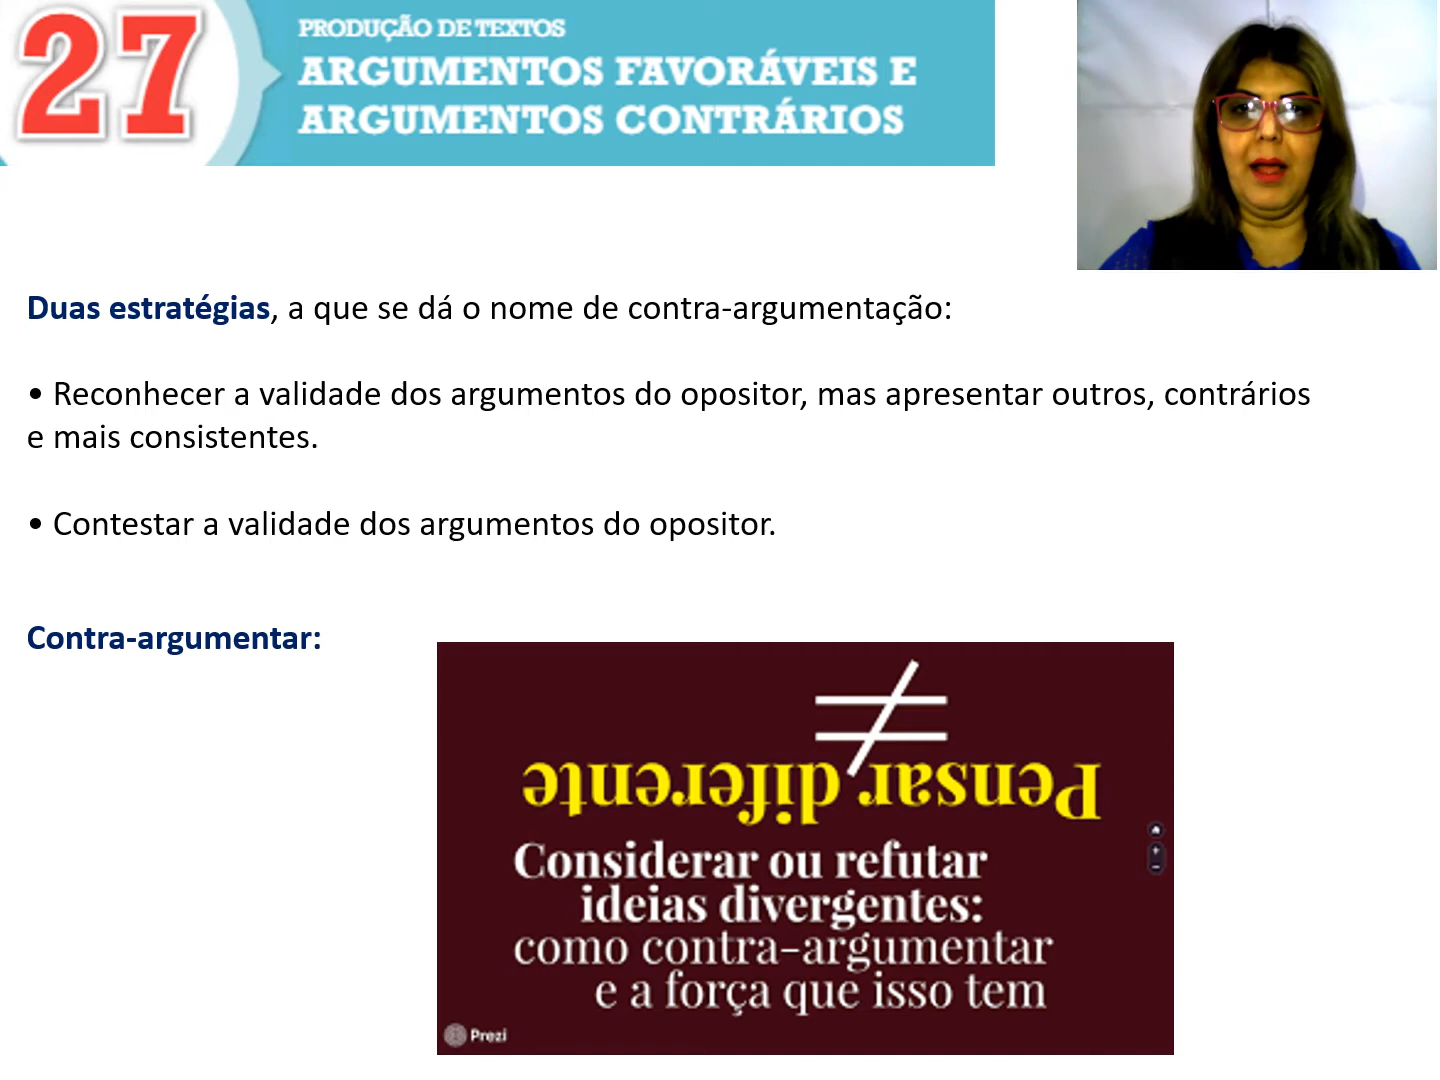 27
PRODUÇÃO DE TEXTOS
ARGUMENTOS FAVORÁVEIS E
ARGUMENTOS CONTRÁRIOS
Duas estratégias, a que se dá o nome de contra-argumentação:
• Reconhecer a validade dos argumentos do opositor, mas apresentar outros, contrários
e mais consistentes.
• Contestar a validade dos argumentos do opositor.
Contra-argumentar:
≠
Pensar diferente
Considerar ou refutar
ideias divergentes:
como contra-argumentar
e a força que isso tem
Prezi